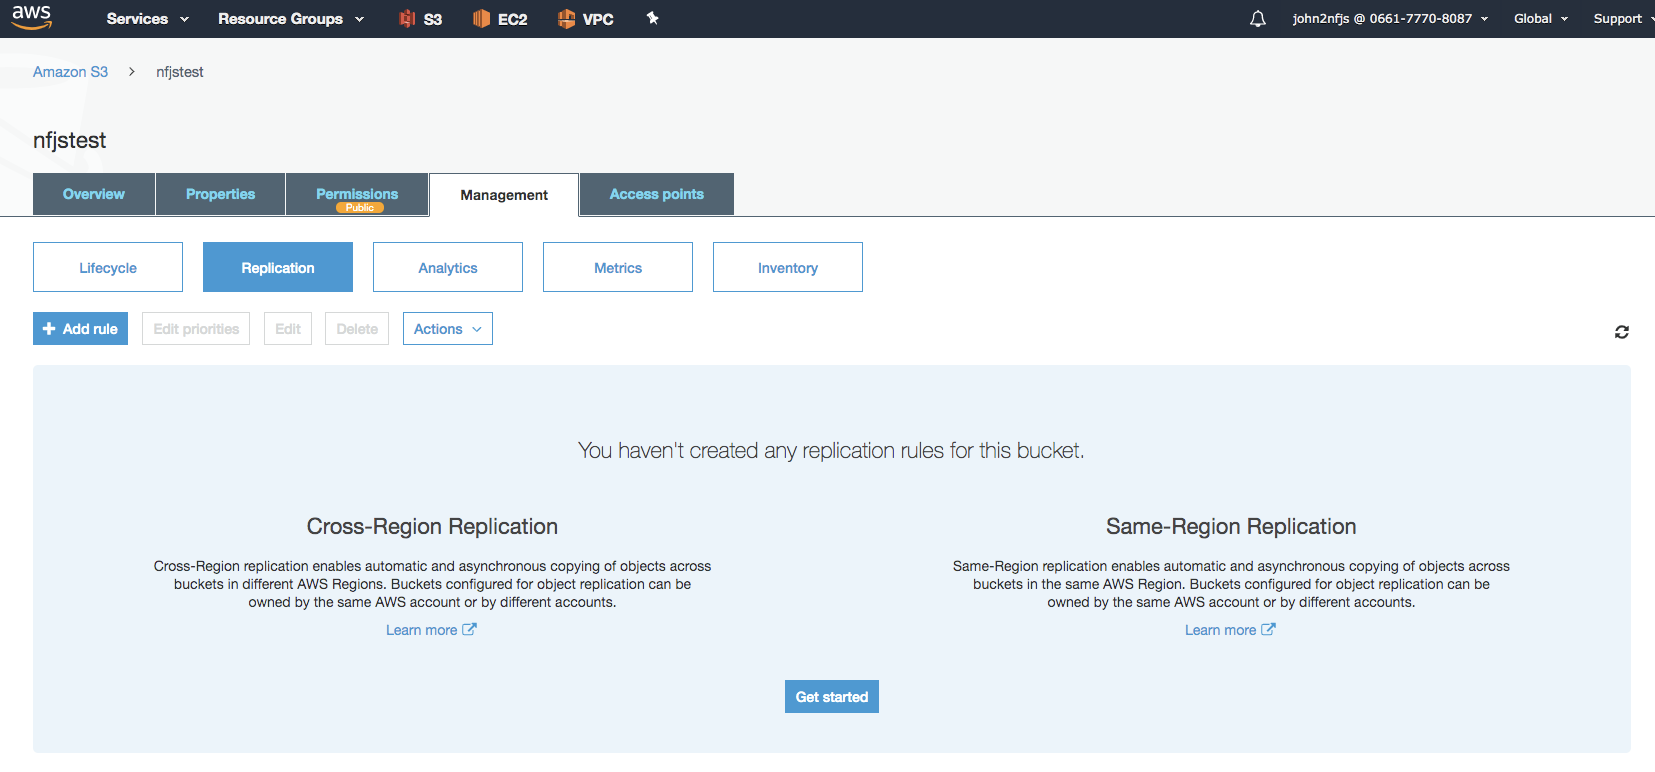 aws Services Resource Groups S3 EC2 VPC john2nfjs @ 0661-7770-8087 Global Support
Amazon S3 > nfjstest
nfjstest
Overview Properties Permissions Management Access points
Public
Lifecycle Replication Analytics Metrics Inventory
+ Add rule Edit priorities Edit Delete Actions
You haven't created any replication rules for this bucket.
Cross-Region Replication
Cross-Region replication enables automatic and asynchronous copying of objects across
buckets in different AWS Regions. Buckets configured for object replication can be
owned by the same AWS account or by different accounts.
Learn more
Same-Region Replication
Same-Region replication enables automatic and asynchronous copying of objects across
buckets in the same AWS Region. Buckets configured for object replication can be
owned by the same AWS account or by different accounts.
Learn more
Get started